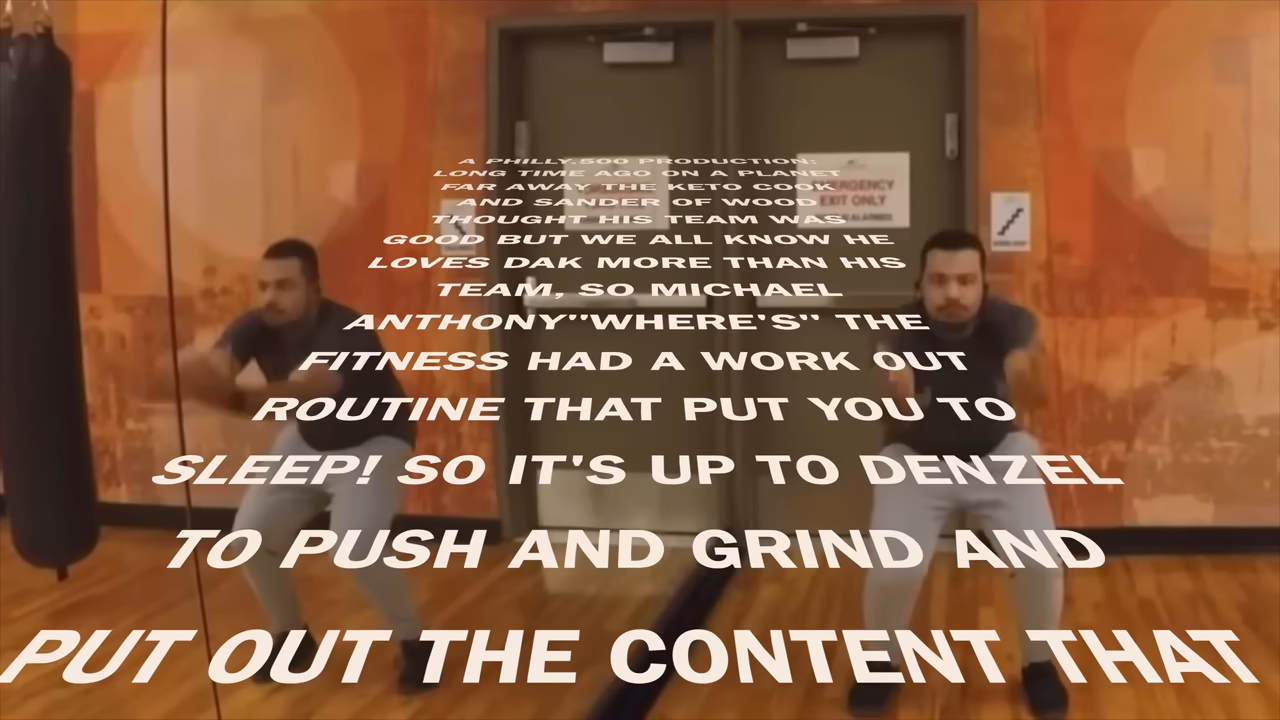 A PHILLY.500 PRODUCTION:
LONG TIME AGO ON A PLANET
FAR AWAY THE KETO COOK
AND SANDER OF WOOD
THOUGHT HIS TEAM WAS
GOOD BUT WE ALL KNOW HE
LOVES DAK MORE THAN HIS
TEAM, SO MICHAEL
ANTHONY"WHERE'S" THE
FITNESS HAD A WORK OUT
ROUTINE THAT PUT YOU TO
SLEEP! SO IT'S UP TO DENZEL
TO PUSH AND GRIND AND
PUT OUT THE CONTENT THAT
EMERGENCY
EXIT ONLY